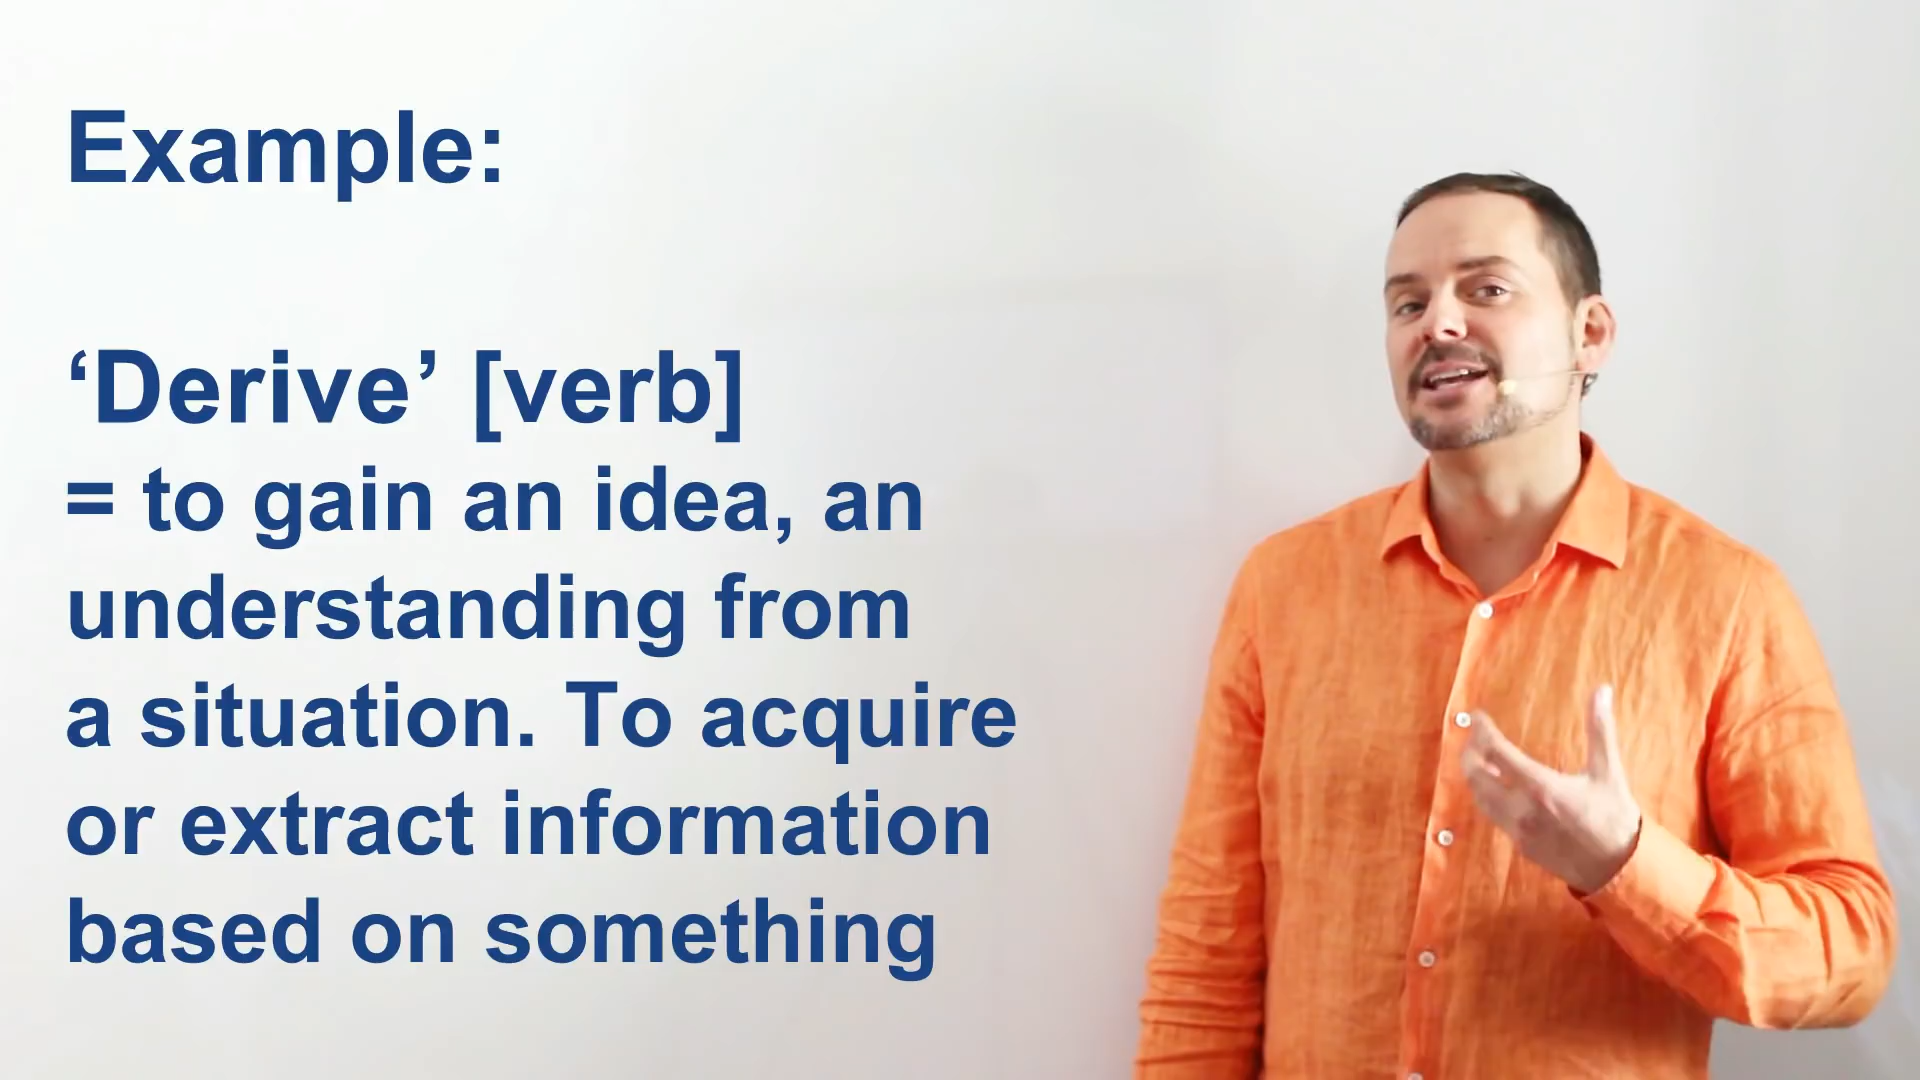 Example:
‘Derive’ [verb]
= to gain an idea, an
understanding from
a situation. To acquire
or extract information
based on something